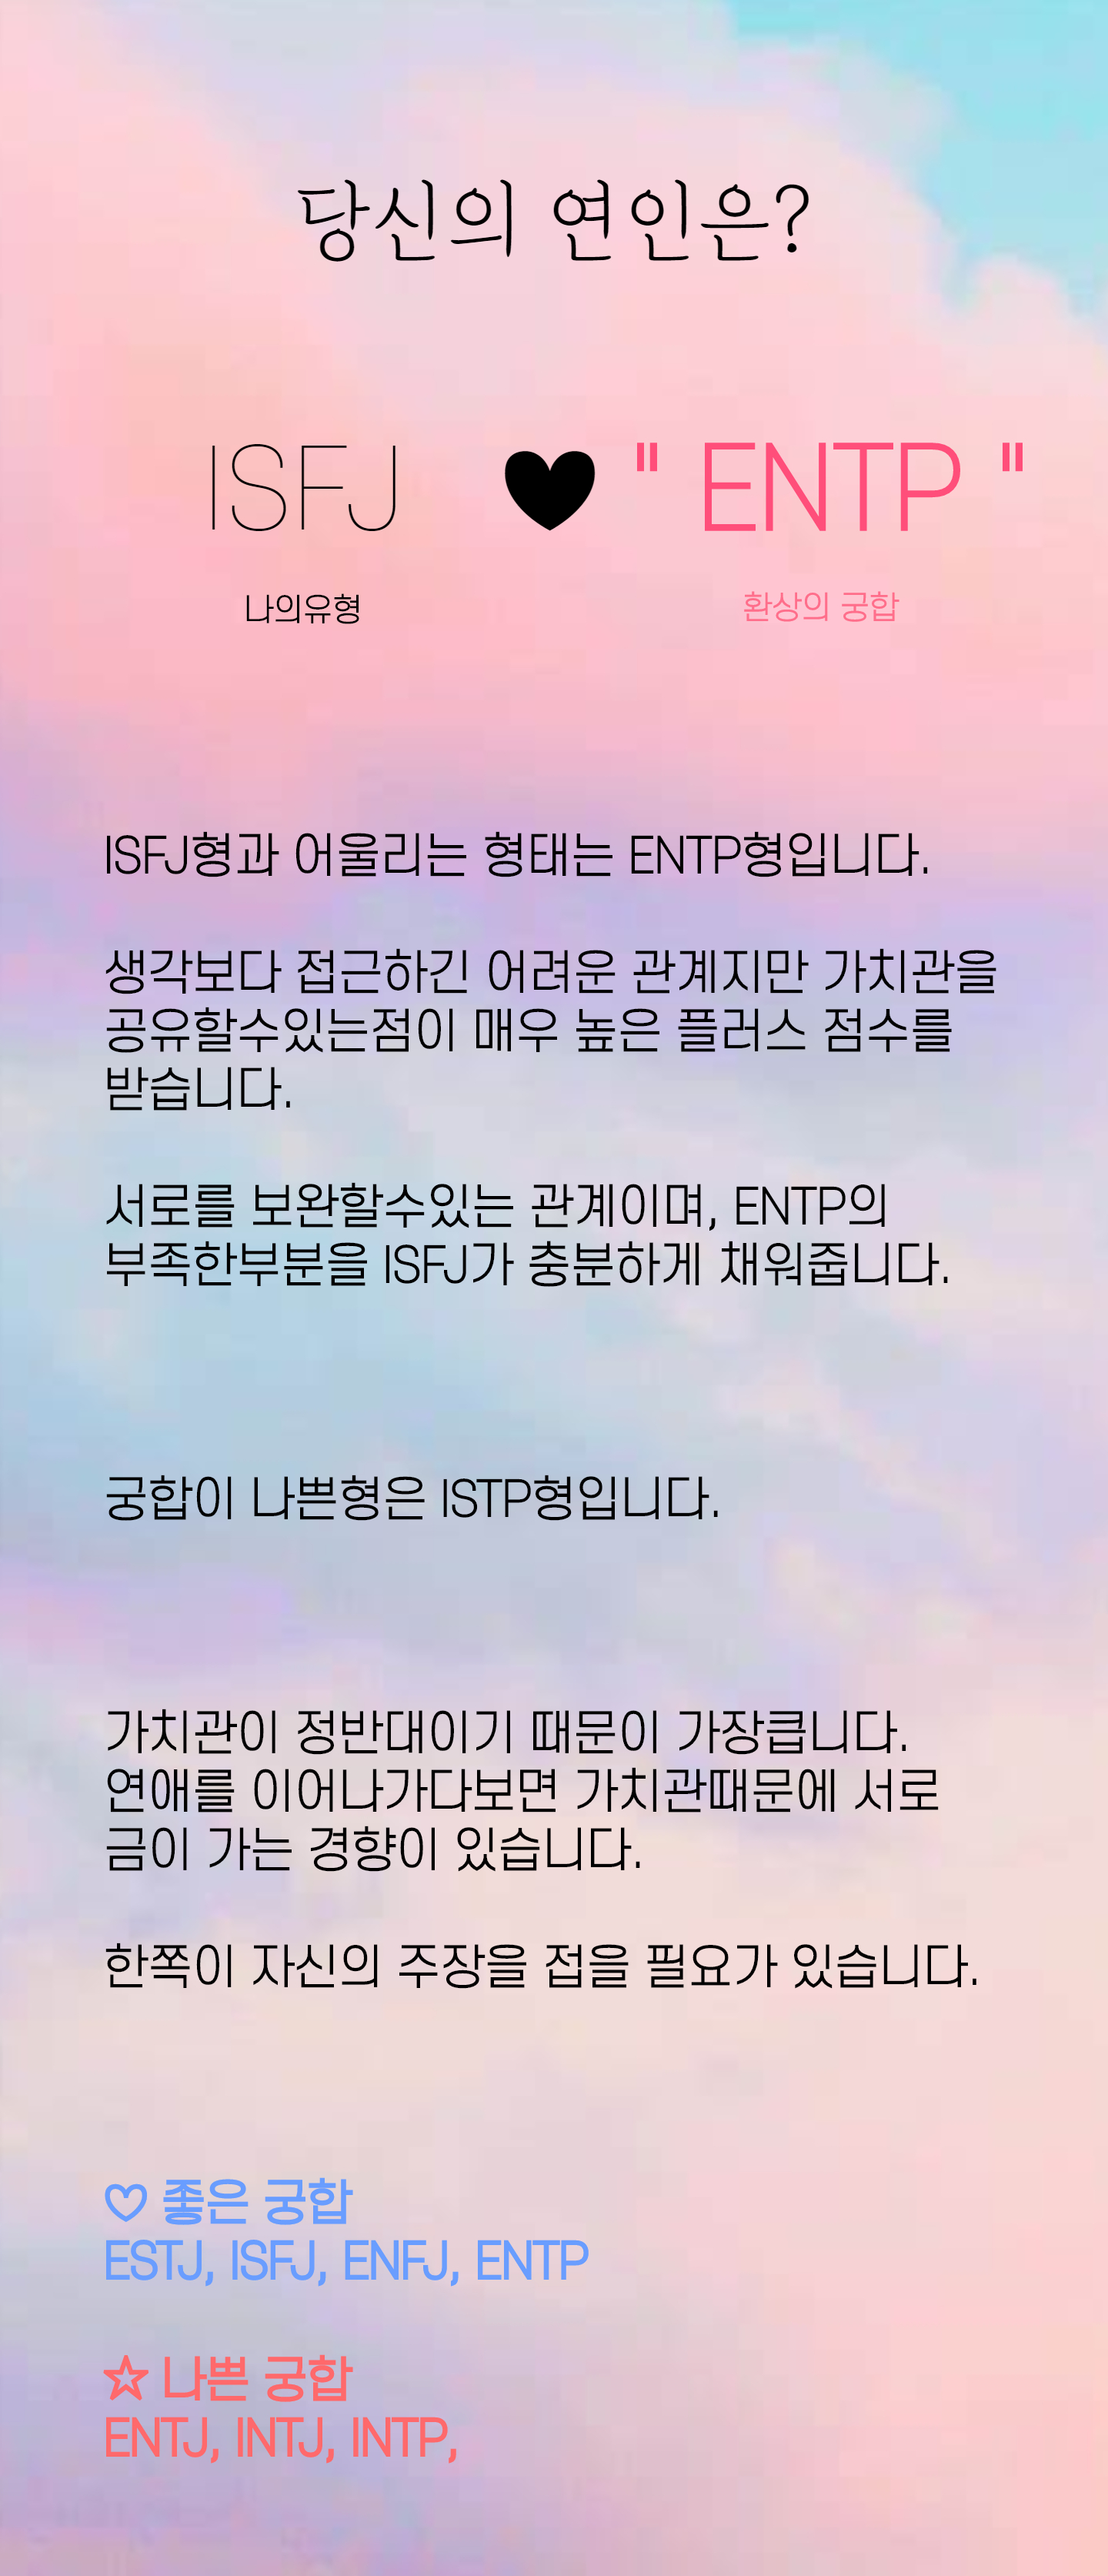 당신의 연인은?
ISFJ ♥ " ENTP "
나의유형 환상의 궁합
ISFJ형과 어울리는 형태는 ENTP형입니다.
생각보다 접근하긴 어려운 관계지만 가치관을
공유할수있는점이 매우 높은 플러스 점수를
받습니다.
서로를 보완할수있는 관계이며, ENTP의
부족한부분을 ISFJ가 충분하게 채워줍니다.
궁합이 나쁜형은 ISTP형입니다.
가치관이 정반대이기 때문이 가장큽니다.
연애를 이어나가다보면 가치관때문에 서로
금이 가는 경향이 있습니다.
한쪽이 자신의 주장을 접을 필요가 있습니다.
♡ 좋은 궁합
ESTJ, ISFJ, ENFJ, ENTP
☆ 나쁜 궁합
ENTJ, INTJ, INTP,